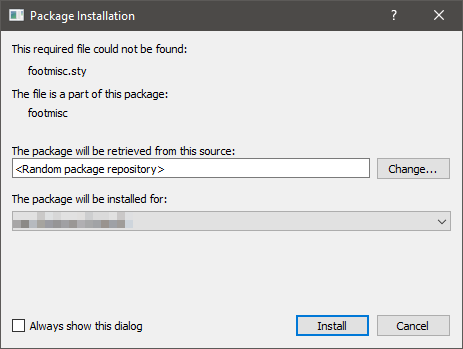 Package Installation
This required file could not be found:
footmisc.sty
The file is a part of this package:
footmisc
The package will be retrieved from this source:
<Random package repository>
Change...
The package will be installed for:
Always show this dialog
Install
Cancel